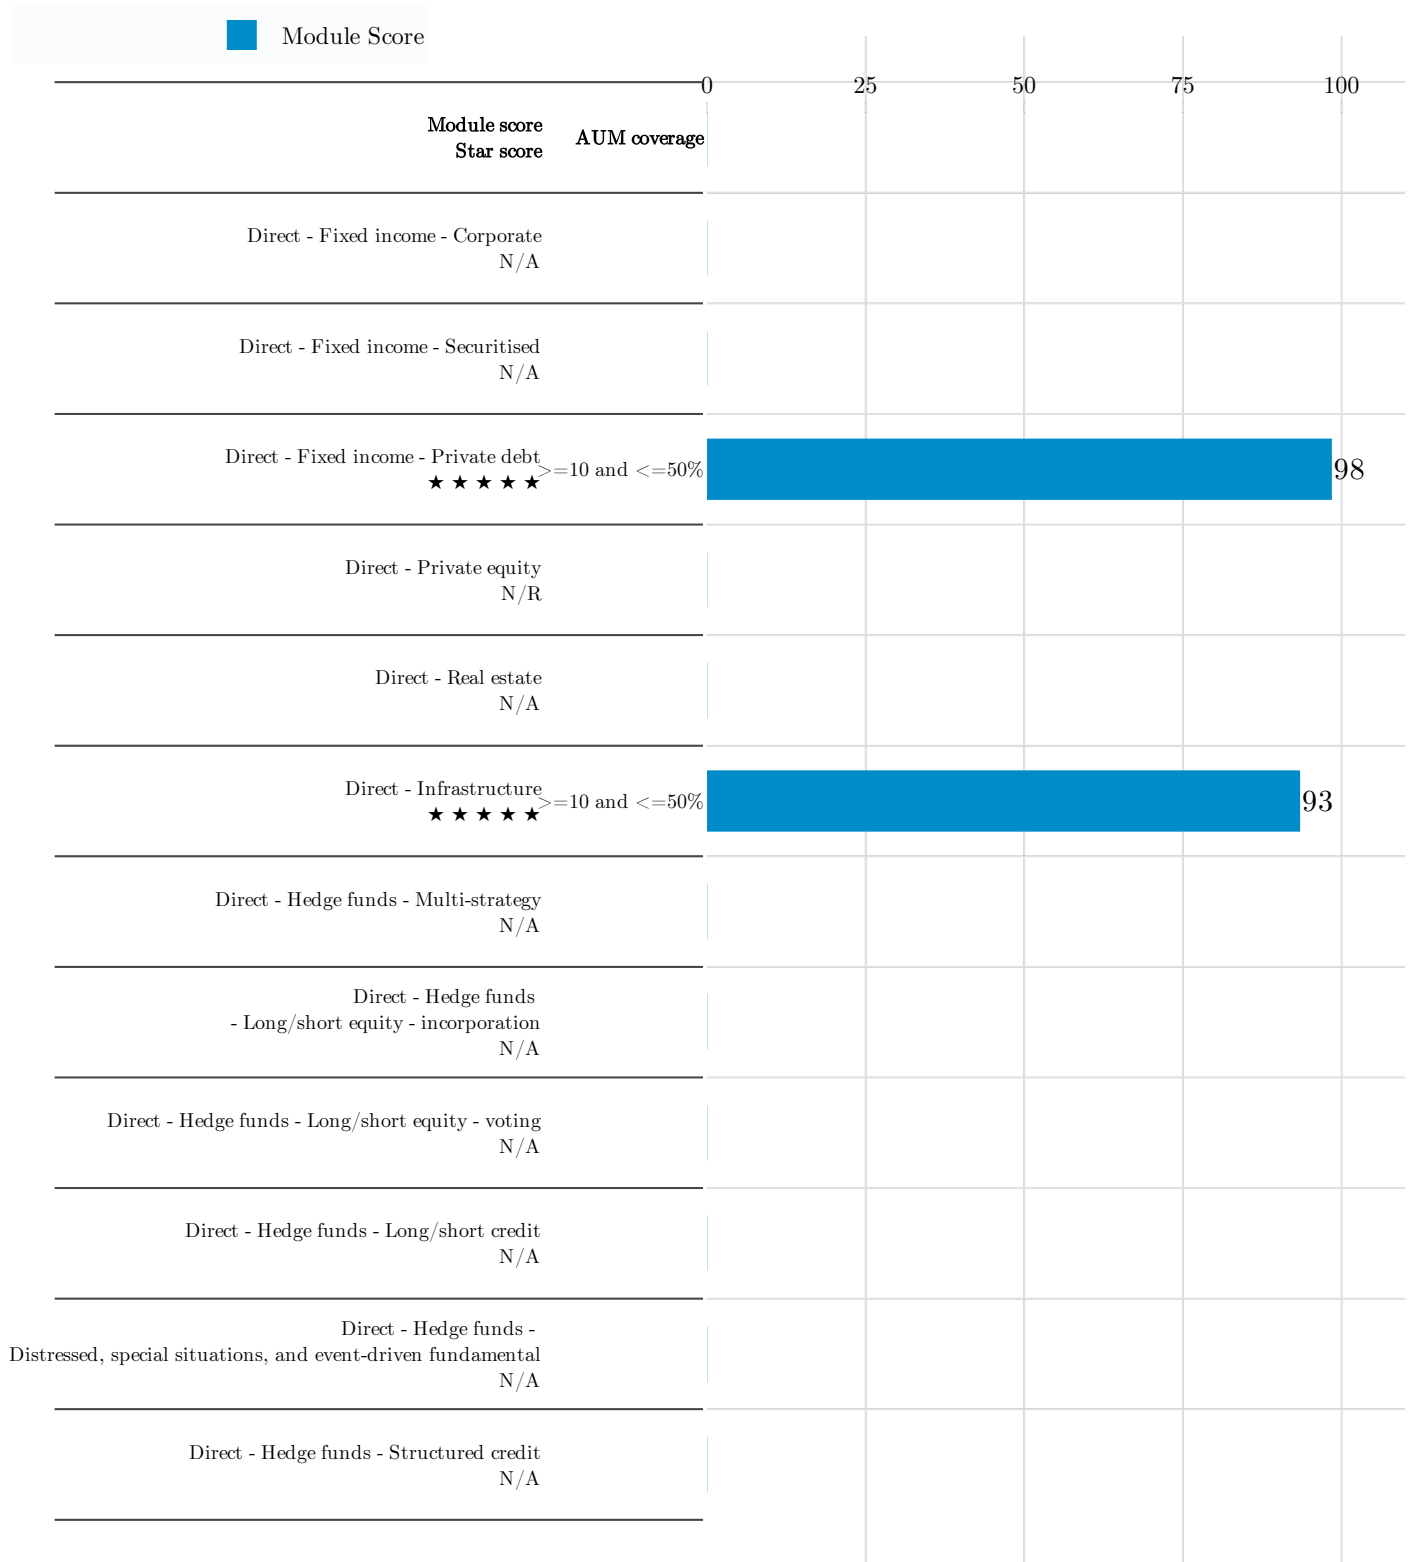 Module Score
0 25 50 75 100
Module score
Star score
AUM coverage
Direct - Fixed income - Corporate
N/A
Direct - Fixed income - Securitised
N/A
Direct - Fixed income - Private debt
★ ★ ★ ★ ★
>=10 and <=50%
98
Direct - Private equity
N/R
Direct - Real estate
N/A
Direct - Infrastructure
★ ★ ★ ★ ★
>=10 and <=50%
93
Direct - Hedge funds - Multi-strategy
N/A
Direct - Hedge funds
- Long/short equity - incorporation
N/A
Direct - Hedge funds - Long/short equity - voting
N/A
Direct - Hedge funds - Long/short credit
N/A
Direct - Hedge funds -
Distressed, special situations, and event-driven fundamental
N/A
Direct - Hedge funds - Structured credit
N/A